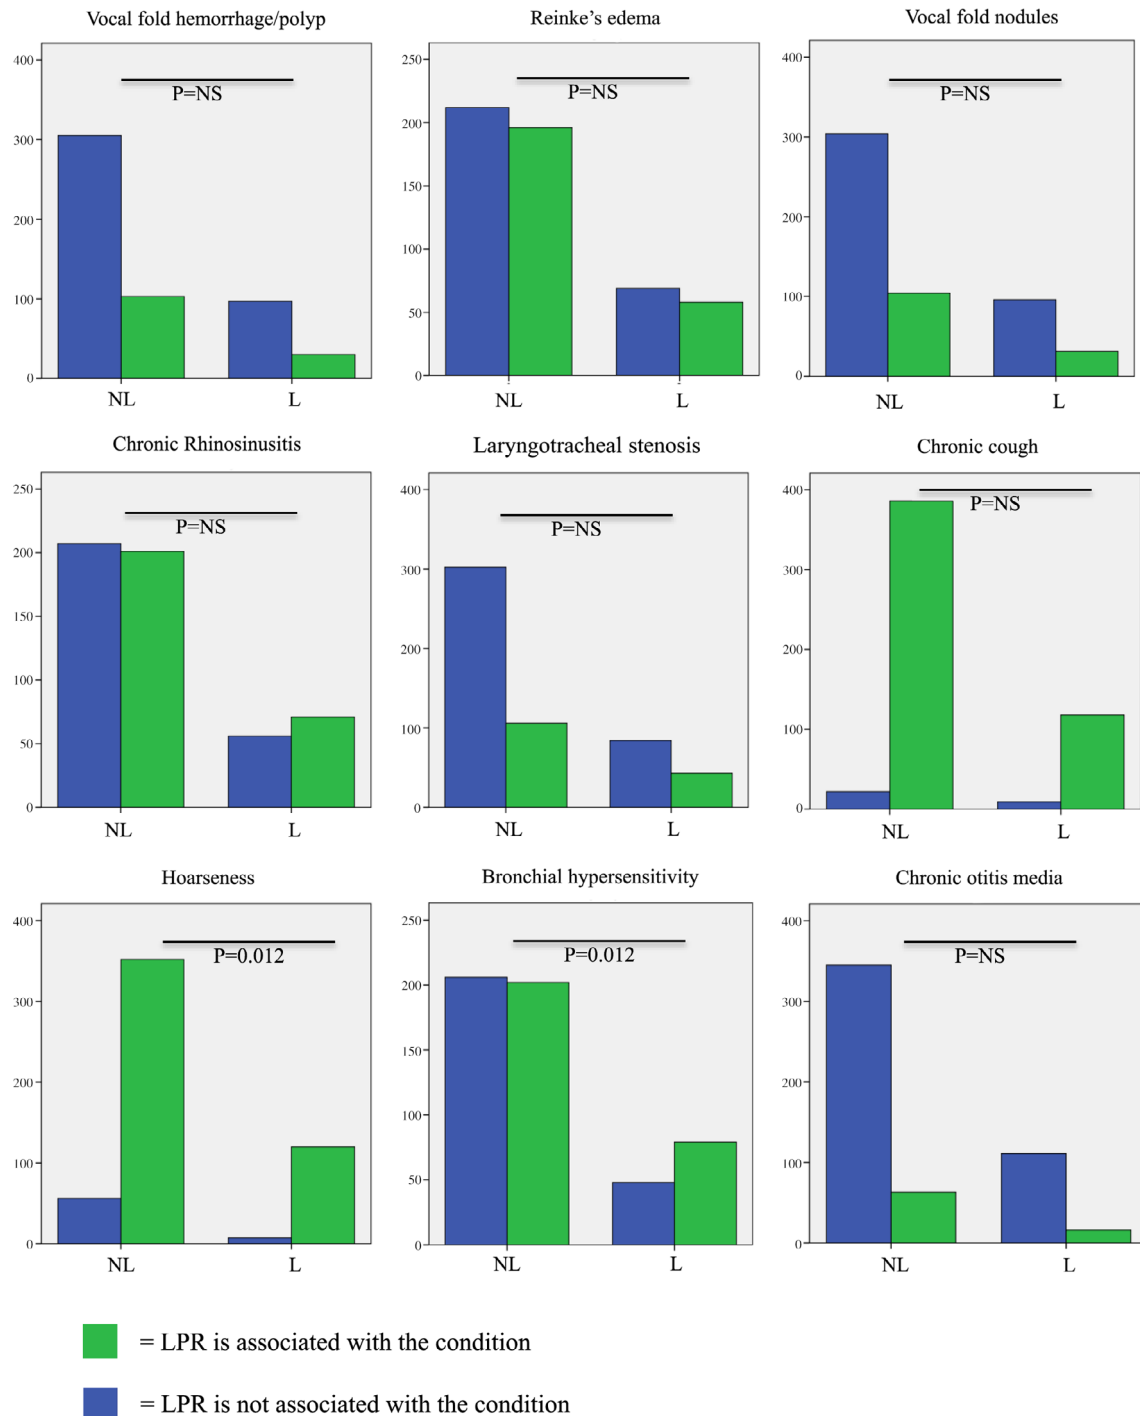 Vocal fold hemorrhage/polyp
400
300
200
100
0
P=NS
NL
L
Reinke’s edema
250
200
150
100
50
0
P=NS
NL
L
Vocal fold nodules
400
300
200
100
0
P=NS
NL
L
Chronic Rhinosinusitis
250
200
150
100
50
0
P=NS
NL
L
Laryngotracheal stenosis
400
300
200
100
0
P=NS
NL
L
Chronic cough
400
300
200
100
0
P=NS
NL
L
Hoarseness
400
300
200
100
0
P=0.012
NL
L
Bronchial hypersensitivity
250
200
150
100
50
0
P=0.012
NL
L
Chronic otitis media
400
300
200
100
0
P=NS
NL
L
= LPR is associated with the condition
= LPR is not associated with the condition